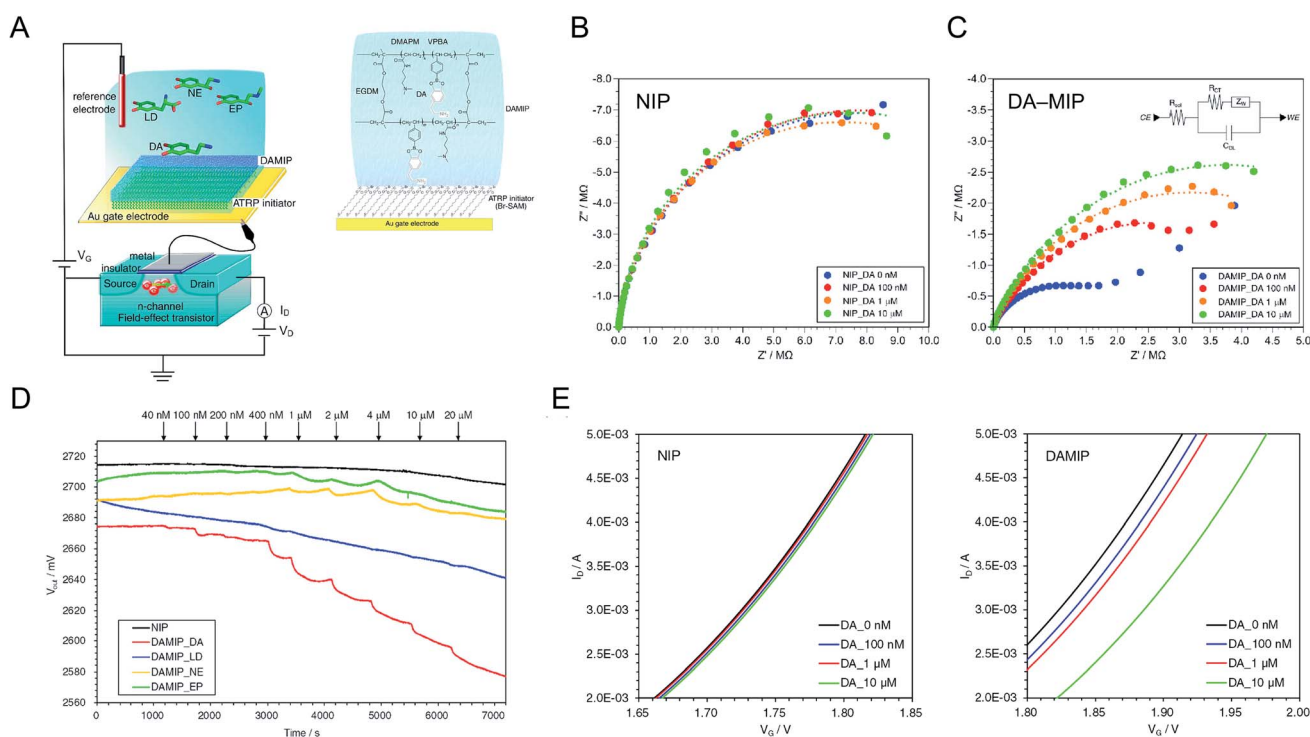 A
reference
electrode
NE
EP
LD
DA
DAMIP
ATRP initiator
Au gate electrode
V_G
metal
insulator
Source
Drain
n-channel
Field-effect transistor
A
I_D
V_D
DMAPM VPBA
EGDM
DA
DAMIP
ATRP initiator
(Br-SAM)
Au gate electrode
B
NIP
-8.0
-7.0
-6.0
-5.0
-4.0
-3.0
-2.0
-1.0
0.0
Z" / MΩ
NIP_DA 0 nM
NIP_DA 100 nM
NIP_DA 1 μM
NIP_DA 10 μM
0.0 1.0 2.0 3.0 4.0 5.0 6.0 7.0 8.0 9.0 10.0
Z' / MΩ
C
DA–MIP
-4.0
-3.5
-3.0
-2.5
-2.0
-1.5
-1.0
-0.5
0.0
Z" / MΩ
CE
R_sol
R_CT
Z_W
C_DL
WE
DAMIP_DA 0 nM
DAMIP_DA 100 nM
DAMIP_DA 1 μM
DAMIP_DA 10 μM
0.0 0.5 1.0 1.5 2.0 2.5 3.0 3.5 4.0 4.5 5.0
Z' / MΩ
D
40 nM 100 nM 200 nM 400 nM 1 μM 2 μM 4 μM 10 μM 20 μM
2720
2700
2680
2660
2640
2620
2600
2580
2560
V_out / mV
NIP
DAMIP_DA
DAMIP_LD
DAMIP_NE
DAMIP_EP
0 1000 2000 3000 4000 5000 6000 7000
Time / s
E
NIP
5.0E-03
4.5E-03
4.0E-03
3.5E-03
3.0E-03
2.5E-03
2.0E-03
I_D / A
DA_0 nM
DA_100 nM
DA_1 μM
DA_10 μM
1.65 1.70 1.75 1.80 1.85
V_G / V
DAMIP
5.0E-03
4.5E-03
4.0E-03
3.5E-03
3.0E-03
2.5E-03
2.0E-03
I_D / A
DA_0 nM
DA_100 nM
DA_1 μM
DA_10 μM
1.80 1.85 1.90 1.95 2.00
V_G / V